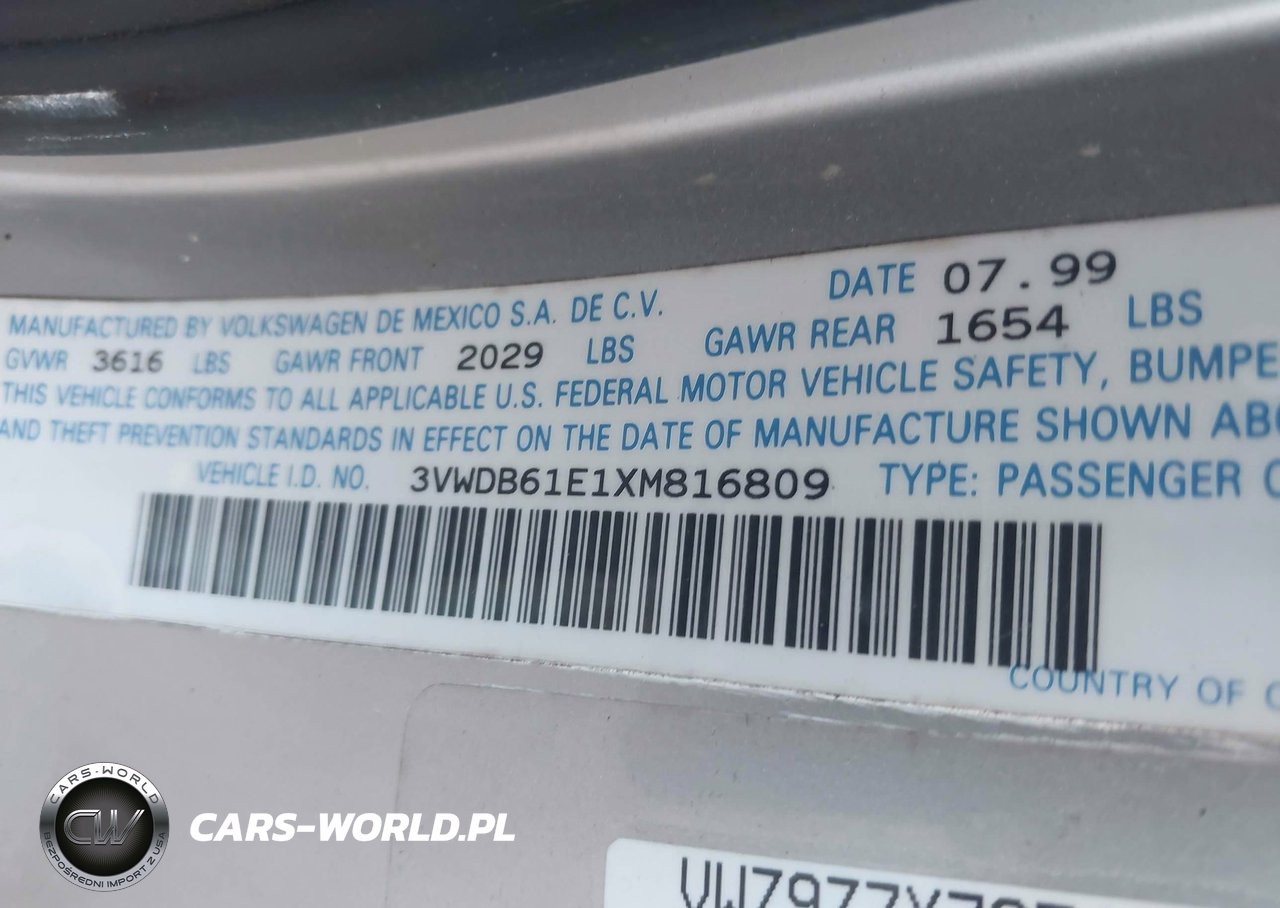 MANUFACTURED BY VOLKSWAGEN DE MEXICO S.A. DE C.V. DATE 07.99
GVWR 3616 LBS GAWR FRONT 2029 LBS GAWR REAR 1654 LBS
THIS VEHICLE CONFORMS TO ALL APPLICABLE U.S. FEDERAL MOTOR VEHICLE SAFETY, BUMPE
AND THEFT PREVENTION STANDARDS IN EFFECT ON THE DATE OF MANUFACTURE SHOWN ABO
VEHICLE I.D. NO. 3VWDB61E1XM816809 TYPE: PASSENGER C
COUNTRY OF
CARS-WORLD
CW
BEZPOŚREDNI IMPORT Z USA
CARS-WORLD.PL